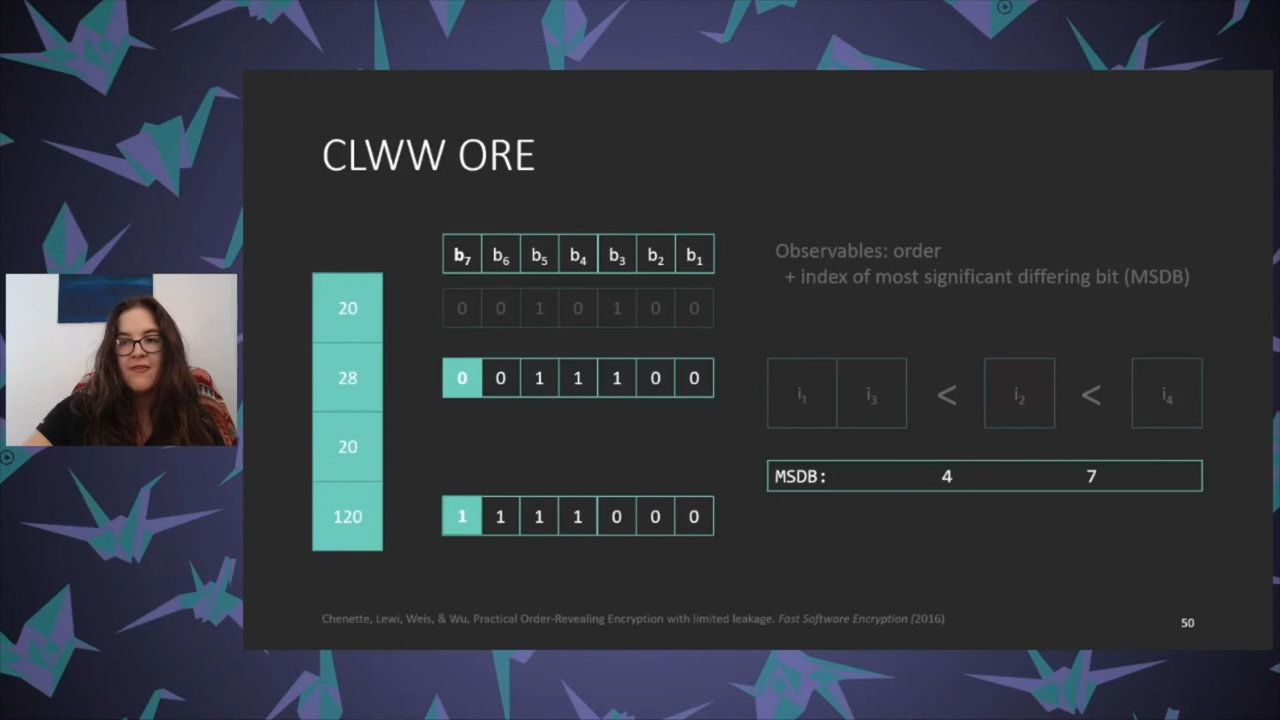 CLWW ORE
b7 b6 b5 b4 b3 b2 b1
Observables: order
+ index of most significant differing bit (MSDB)
20
0 0 1 0 1 0 0
28
0 0 1 1 1 0 0
i1 i3 < i2 < i4
20
MSDB: 4 7
120
1 1 1 1 0 0 0
Chenette, Lewi, Weis, & Wu, Practical Order-Revealing Encryption with limited leakage. Fast Software Encryption (2016)
50